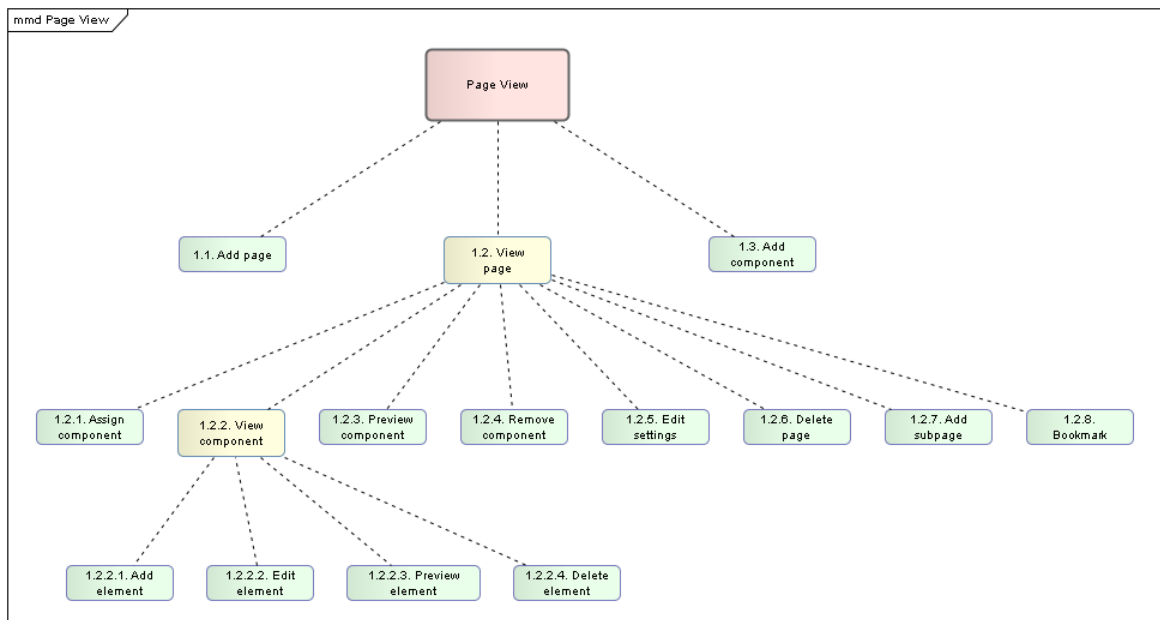 mmd Page View
Page View
1.1. Add page
1.2. View
page
1.3. Add
component
1.2.1. Assign
component
1.2.2. View
component
1.2.3. Preview
component
1.2.4. Remove
component
1.2.5. Edit
settings
1.2.6. Delete
page
1.2.7. Add
subpage
1.2.8.
Bookmark
1.2.2.1. Add
element
1.2.2.2. Edit
element
1.2.2.3. Preview
element
1.2.2.4. Delete
element